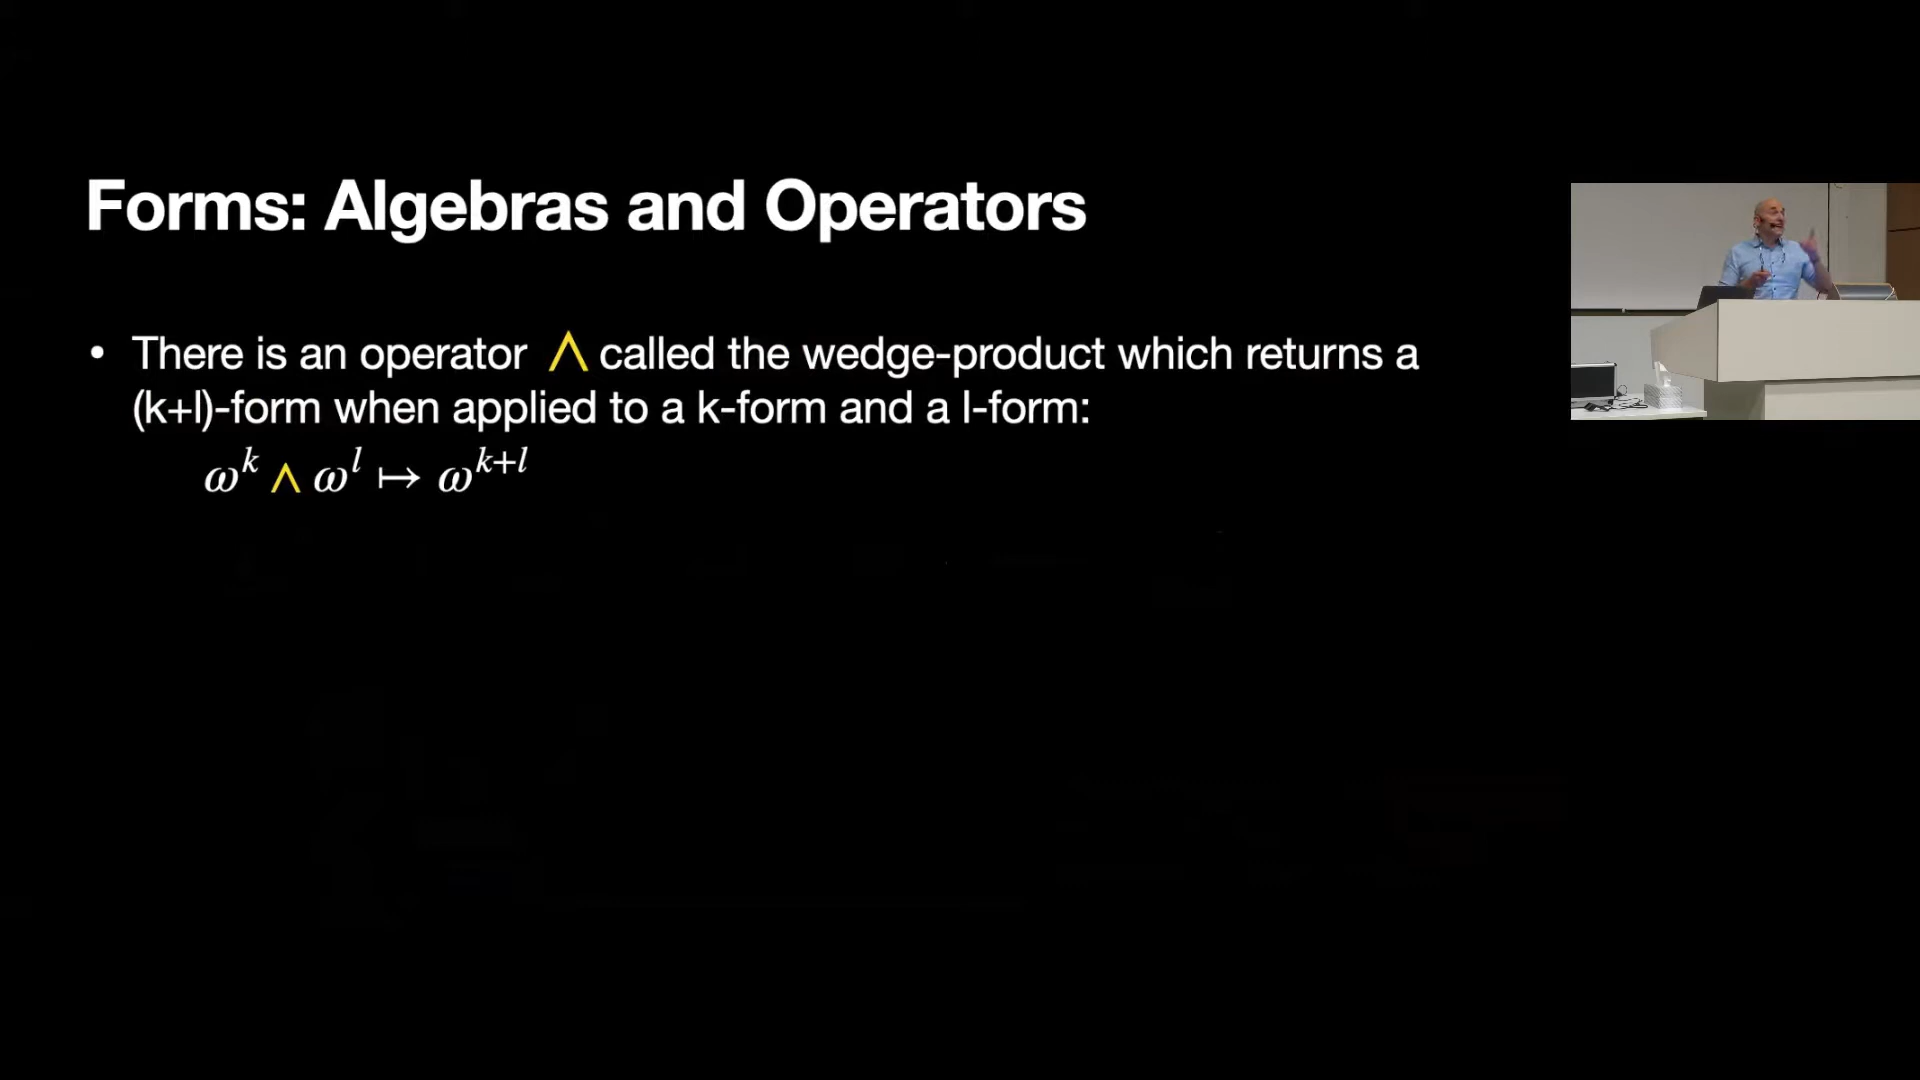 Forms: Algebras and Operators
• There is an operator ∧ called the wedge-product which returns a
(k+l)-form when applied to a k-form and a l-form:
ω^k ∧ ω^l ↦ ω^{k+l}